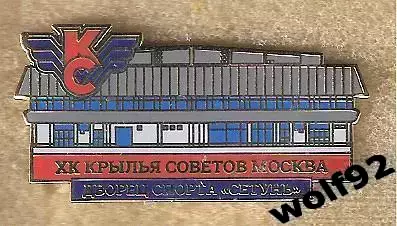 КС
ХК КРЫЛЬЯ СОВЕТОВ МОСКВА
ДВОРЕЦ СПОРТА «СЕТУНЬ»
wolf92